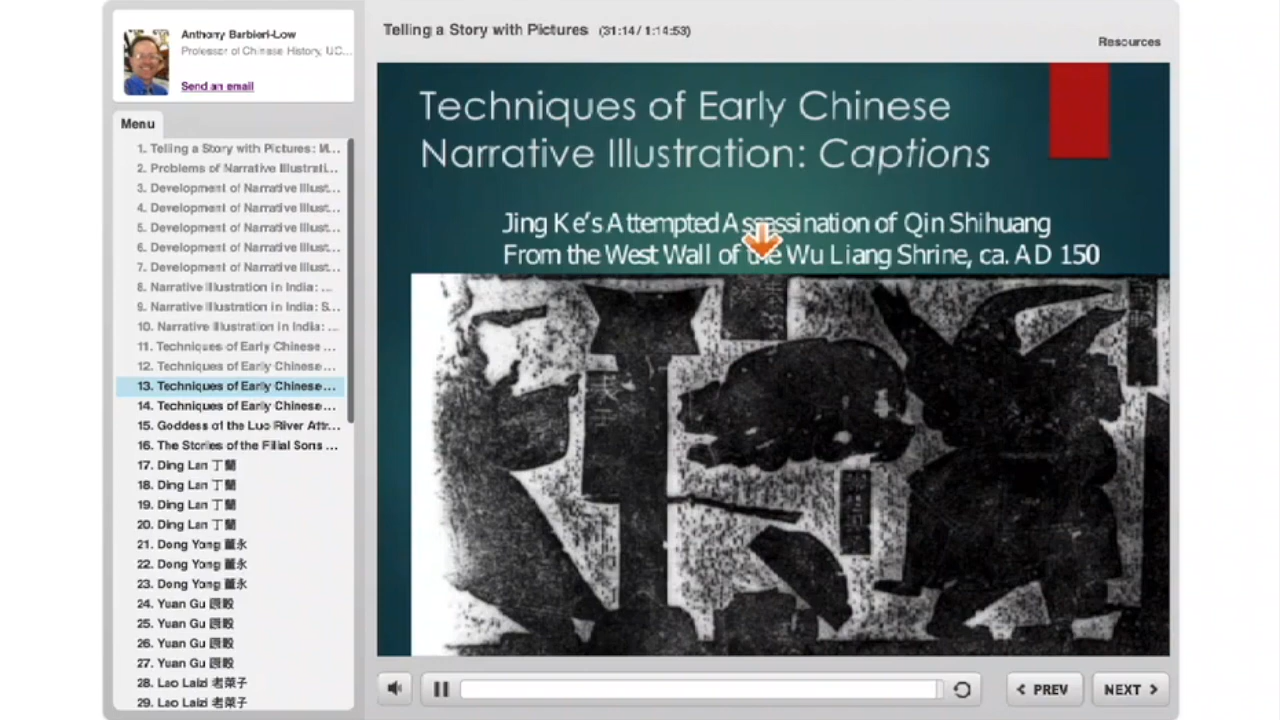 Anthony Barbieri-Low
Professor of Chinese History, UC...
Send an email
Telling a Story with Pictures (31:14 / 1:14:53)
Resources
Menu
1. Telling a Story with Pictures: M...
2. Problems of Narrative Illustrati...
3. Development of Narrative Illust...
4. Development of Narrative Illust...
5. Development of Narrative Illust...
6. Development of Narrative Illust...
7. Development of Narrative Illust...
8. Narrative Illustration in India: ...
9. Narrative Illustration in India: S...
10. Narrative Illustration in India: ...
11. Techniques of Early Chinese ...
12. Techniques of Early Chinese ...
13. Techniques of Early Chinese ...
14. Techniques of Early Chinese ...
15. Goddess of the Luo River Attr...
16. The Stories of the Filial Sons ...
17. Ding Lan 丁蘭
18. Ding Lan 丁蘭
19. Ding Lan 丁蘭
20. Ding Lan 丁蘭
21. Dong Yong 董永
22. Dong Yong 董永
23. Dong Yong 董永
24. Yuan Gu
25. Yuan Gu
26. Yuan Gu
27. Yuan Gu
28. Lao Laizi 老萊子
29. Lao Laizi 老萊子
Techniques of Early Chinese
Narrative Illustration: Captions
Jing Ke's Attempted Assassination of Qin Shihuang
From the West Wall of the Wu Liang Shrine, ca. AD 150
PREV
NEXT